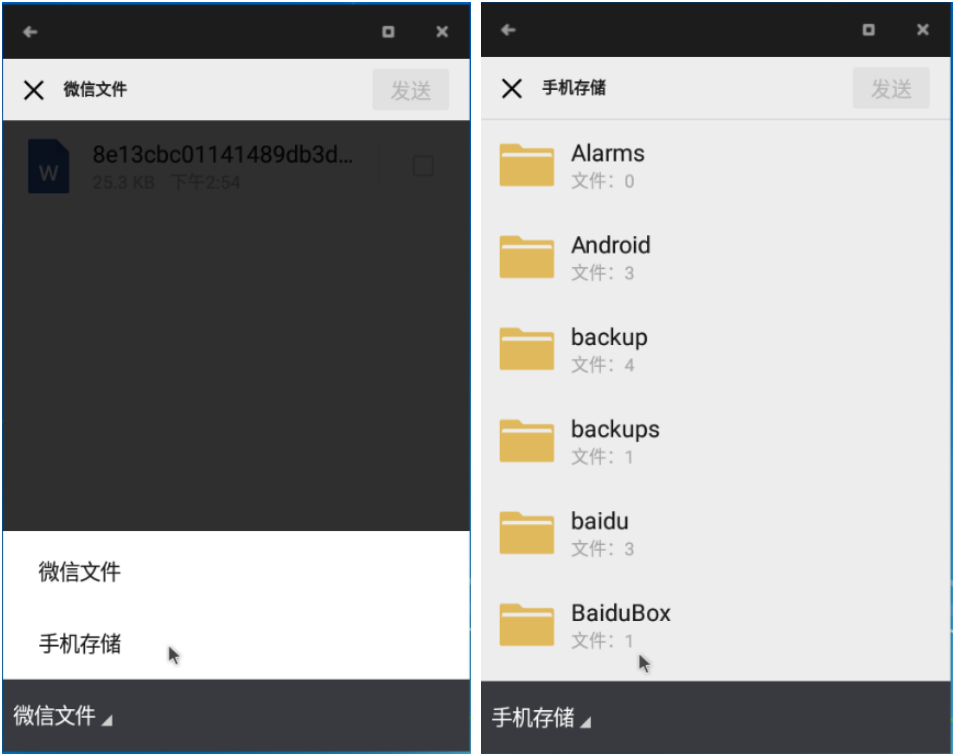 微信文件
发送
W
8e13cbc01141489db3d...
25.3 KB 下午2:54
微信文件
手机存储
微信文件
手机存储
发送
Alarms
文件：0
Android
文件：3
backup
文件：4
backups
文件：1
baidu
文件：3
BaiduBox
文件：1
手机存储